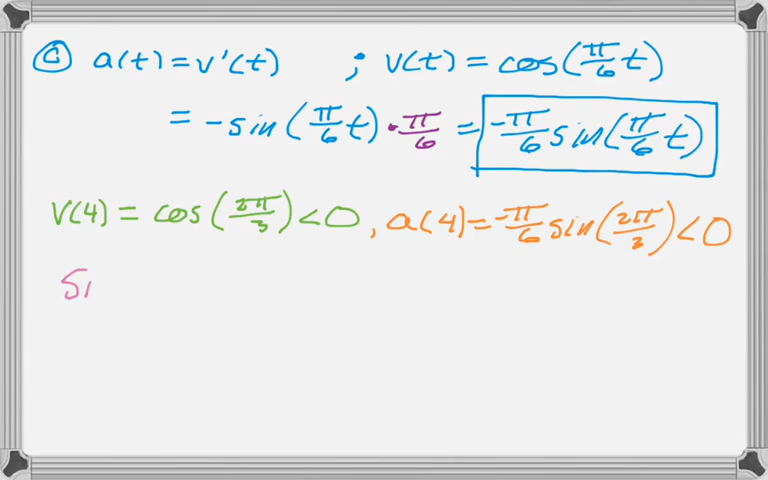 ⓒ a(t) = v'(t) ; v(t) = cos(π/6 t)
= -sin(π/6 t) · π/6 = -π/6 sin(π/6 t)
v(4) = cos(2π/3) < 0, a(4) = -π/6 sin(2π/3) < 0
Si